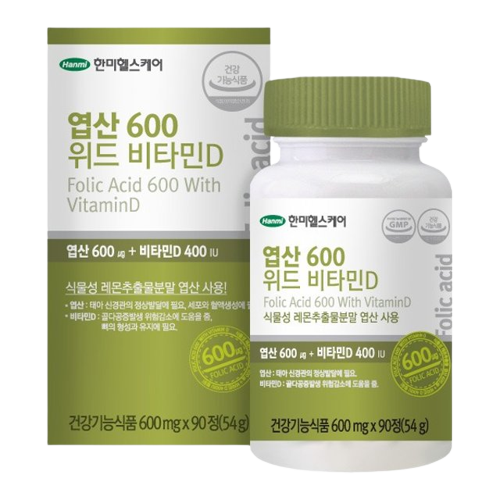 Hanmi 한미헬스케어
건강
기능식품
엽산 600
위드 비타민D
Folic Acid 600 With
VitaminD
엽산 600 ㎍ + 비타민D 400 IU
식물성 레몬추출물분말 엽산 사용!
• 엽산 : 태아 신경관의 정상발달에 필요, 세포와 혈액생성에 필
• 비타민D : 골다공증발생 위험감소에 도움을 줌,
뼈의 형성과 유지에 필요.
600㎍
FOLIC ACID
건강기능식품 600 mg x 90정(54 g)
Folic acid
Hanmi 한미헬스케어
GMP
건강
기능식품
엽산 600
위드 비타민D
Folic Acid 600 With VitaminD
식물성 레몬추출물분말 엽산 사용
엽산 600 ㎍ + 비타민D 400 IU
엽산 : 태아 신경관의 정상발달에 필요.
비타민D : 골다공증발생 위험감소에 도움을 줌.
600㎍
FOLIC ACID
건강기능식품 600 mg x 90정(54 g)
Folic acid